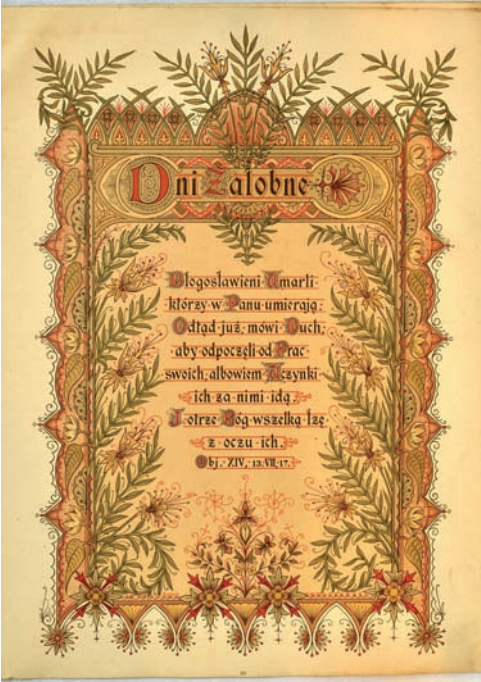 Dni Żałobne
Błogosławieni Umarli
którzy w Panu umierają.
Odtąd już, mówi Duch,
aby odpoczęli od Prac
swoich, albowiem Uczynki
ich za nimi idą.
I otrze Bóg wszelką łzę
z oczu ich.
Obj. XIV, 13. VII, 17.